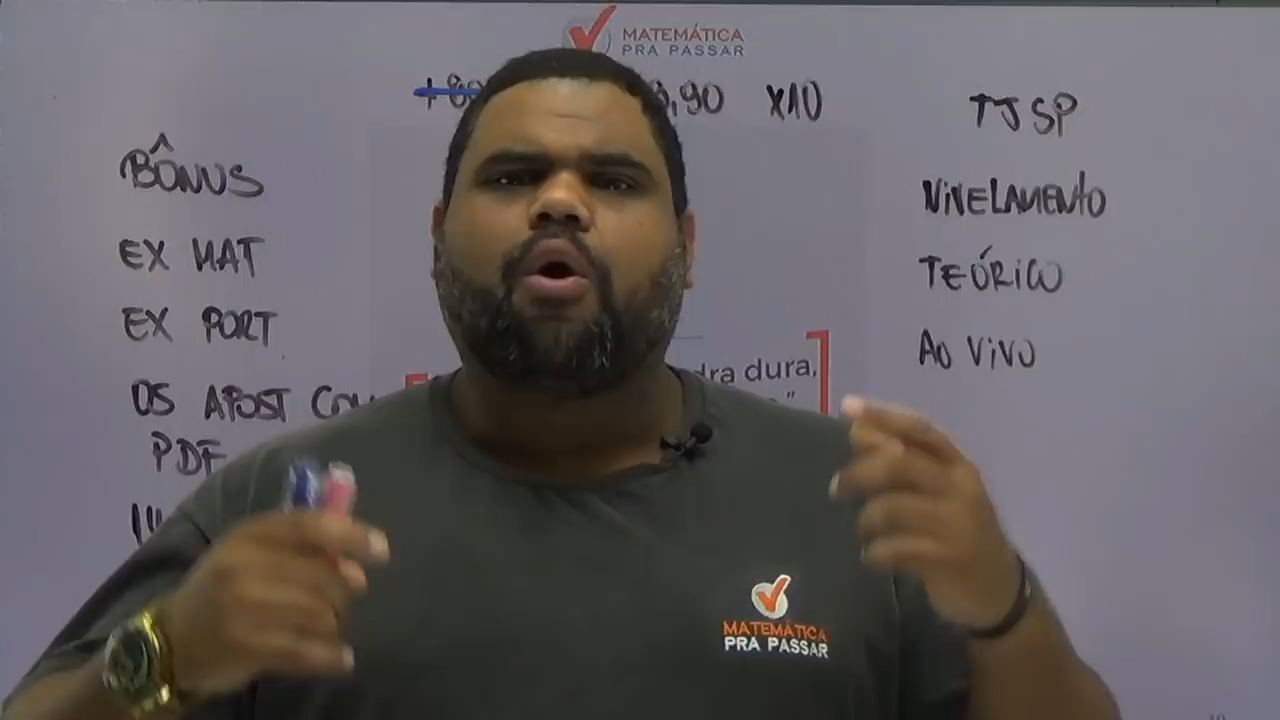 MATEMÁTICA
PRA PASSAR
,90 X10
TJ SP
BÔNUS
NIVELAMENTO
EX MAT
TEÓRICO
EX PORT
AO VIVO
dra dura,
”
OS APOST COM
PDF
MATEMÁTICA
PRA PASSAR